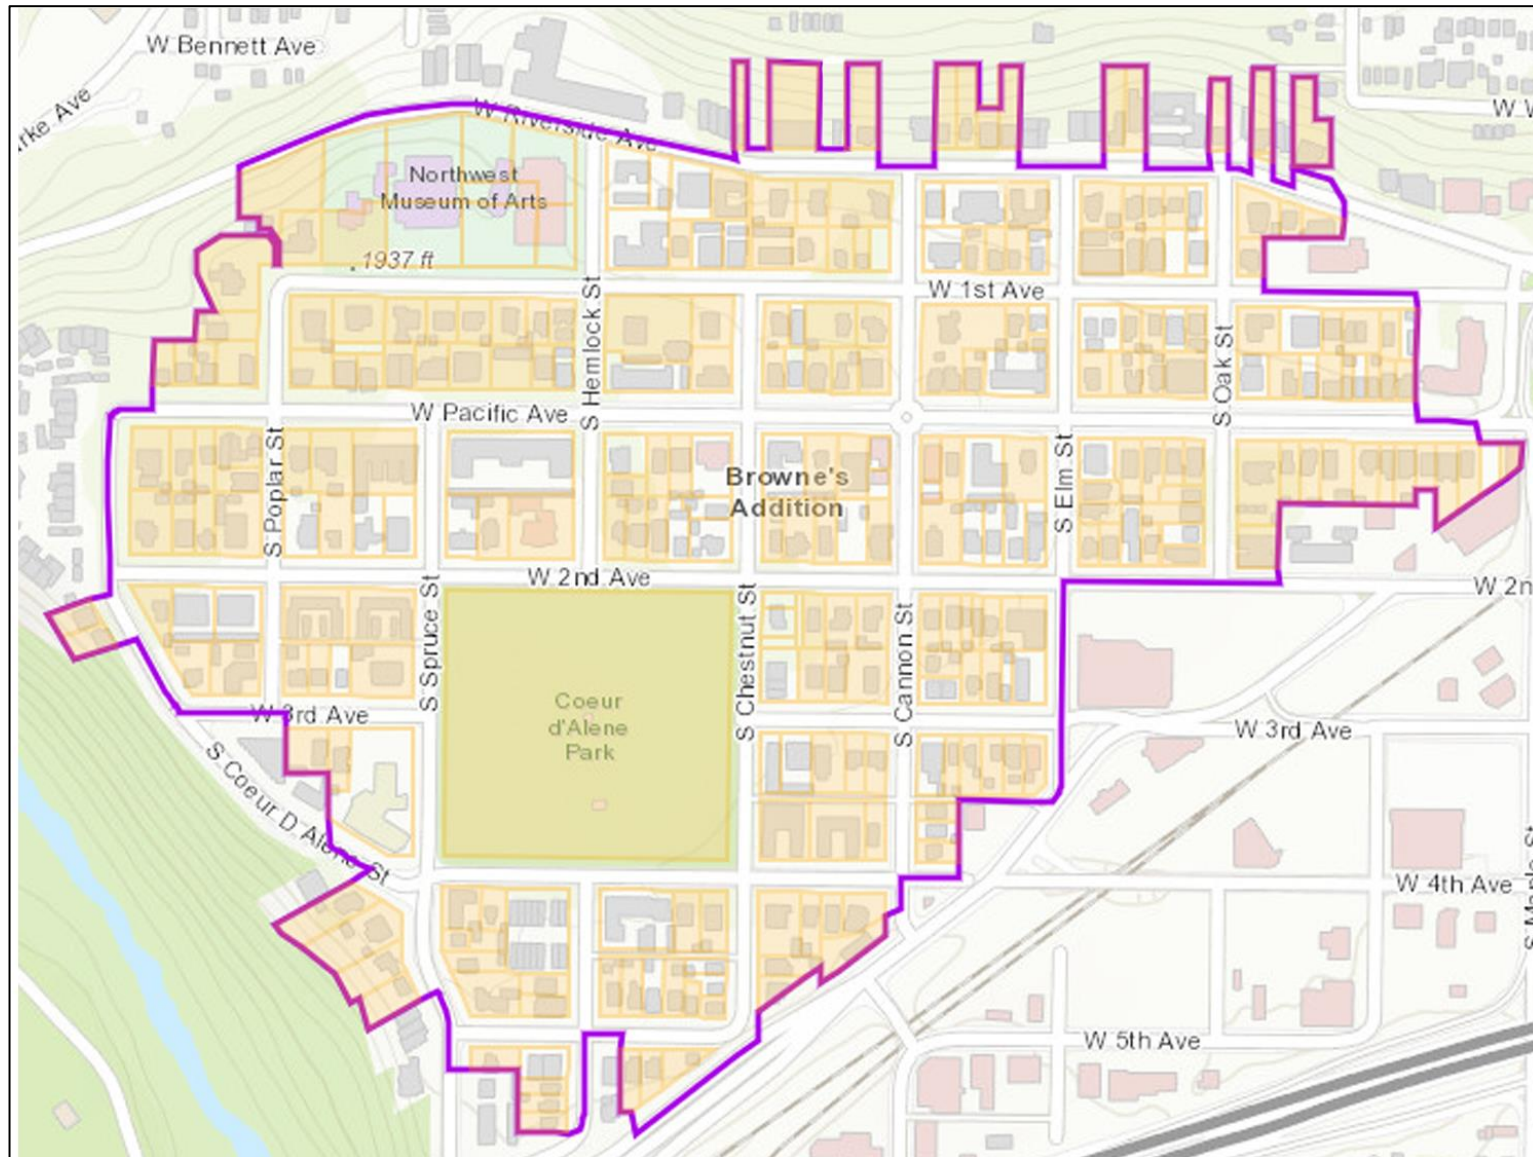 W Bennett Ave
rke Ave
W Riverside Ave
W W
Northwest
Museum of Arts
1937 ft
W 1st Ave
S Hemlock St
S Oak St
W Pacific Ave
S Poplar St
Browne's
Addition
S Elm St
W 2nd Ave
W 2n
S Spruce St
S Chestnut St
S Cannon St
Coeur
d'Alene
Park
W 3rd Ave
W 3rd Ave
S Coeur D Alene St
W 4th Ave
S Maple St
W 5th Ave